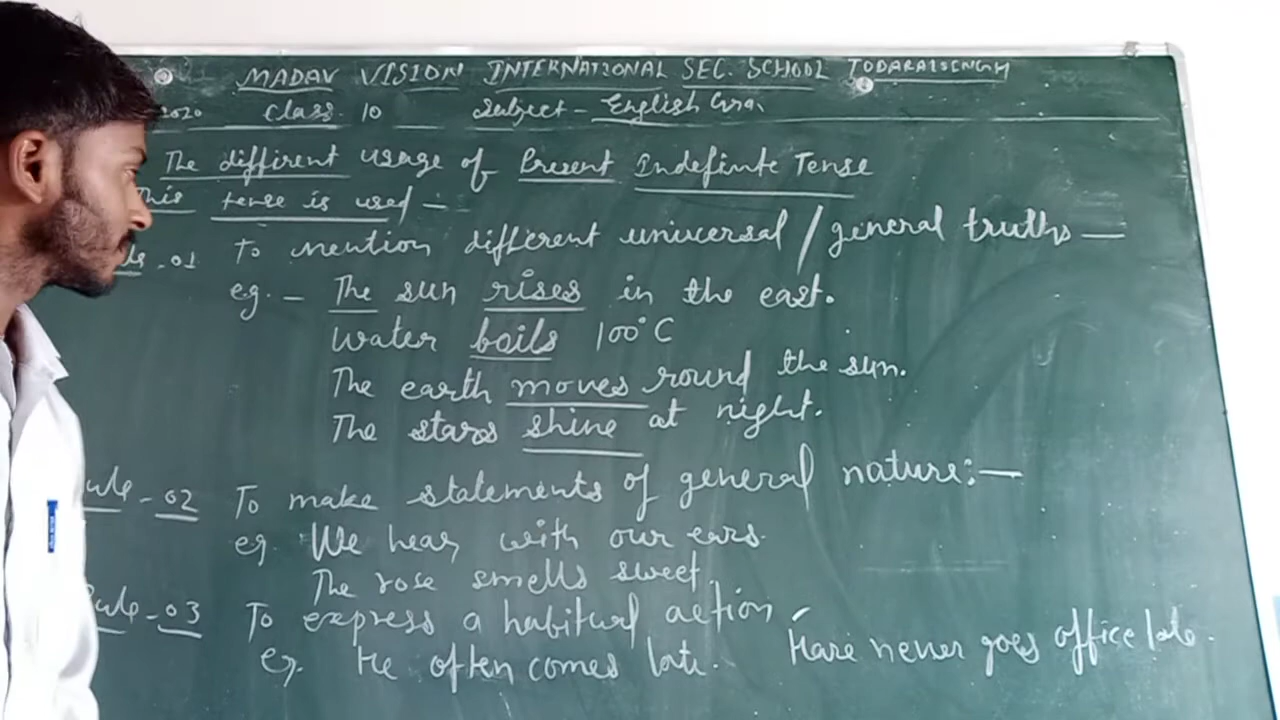 MADAV VISION INTERNATIONAL SEC. SCHOOL TODARAISENGH
2020 Class 10 Subject - English Gra.
The diffirent usage of Present Indefinite Tense
This tense is used :-
Rule - 01 To mention different universal / general truths —
eg. - The sun rises in the east.
Water boils 100°C
The earth moves round the sun.
The stars shine at night.
Rule - 02 To make statements of general nature:—
eg. We hear with our ears.
The rose smells sweet.
Rule - 03 To express a habitual action
eg. He often comes late. never goes office late.